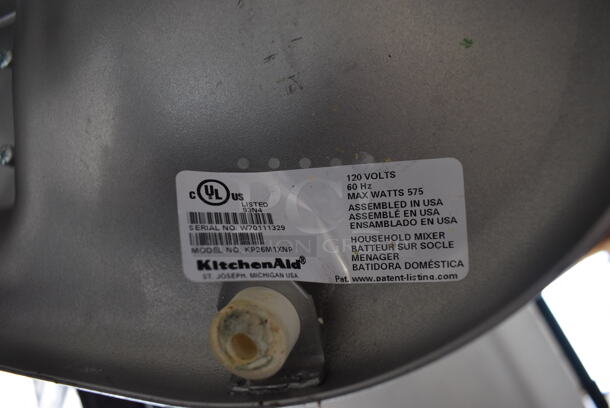 c UL US
LISTED
93N4
SERIAL NO. W70111329
MODEL NO. KP26M1XNP
KitchenAid®
ST. JOSEPH, MICHIGAN USA
120 VOLTS
60 Hz
MAX WATTS 575
ASSEMBLED IN USA
ASSEMBLÉ EN USA
ENSAMBLADO EN USA
HOUSEHOLD MIXER
BATTEUR SUR SOCLE
MENAGER
BATIDORA DOMÉSTICA
Pat. www.patent-listing.com